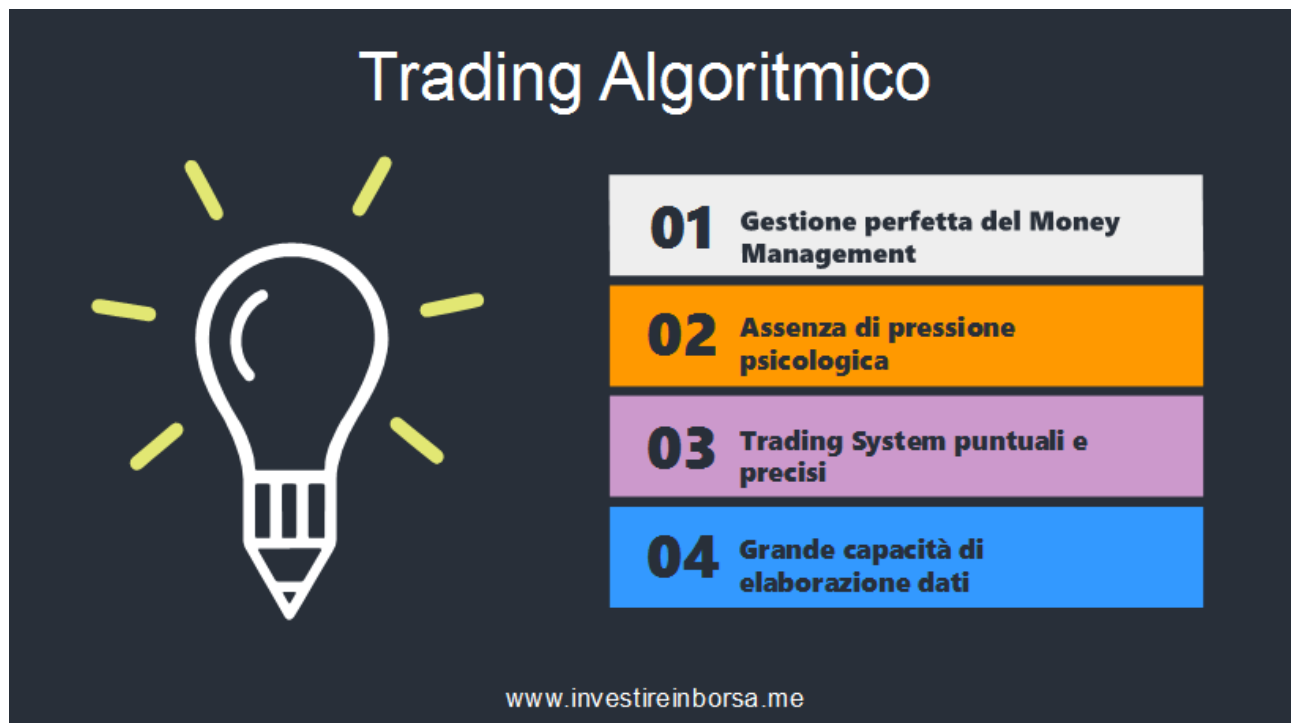 Trading Algoritmico
01 Gestione perfetta del Money
Management
02 Assenza di pressione
psicologica
03 Trading System puntuali e
precisi
04 Grande capacità di
elaborazione dati
www.investireinborsa.me